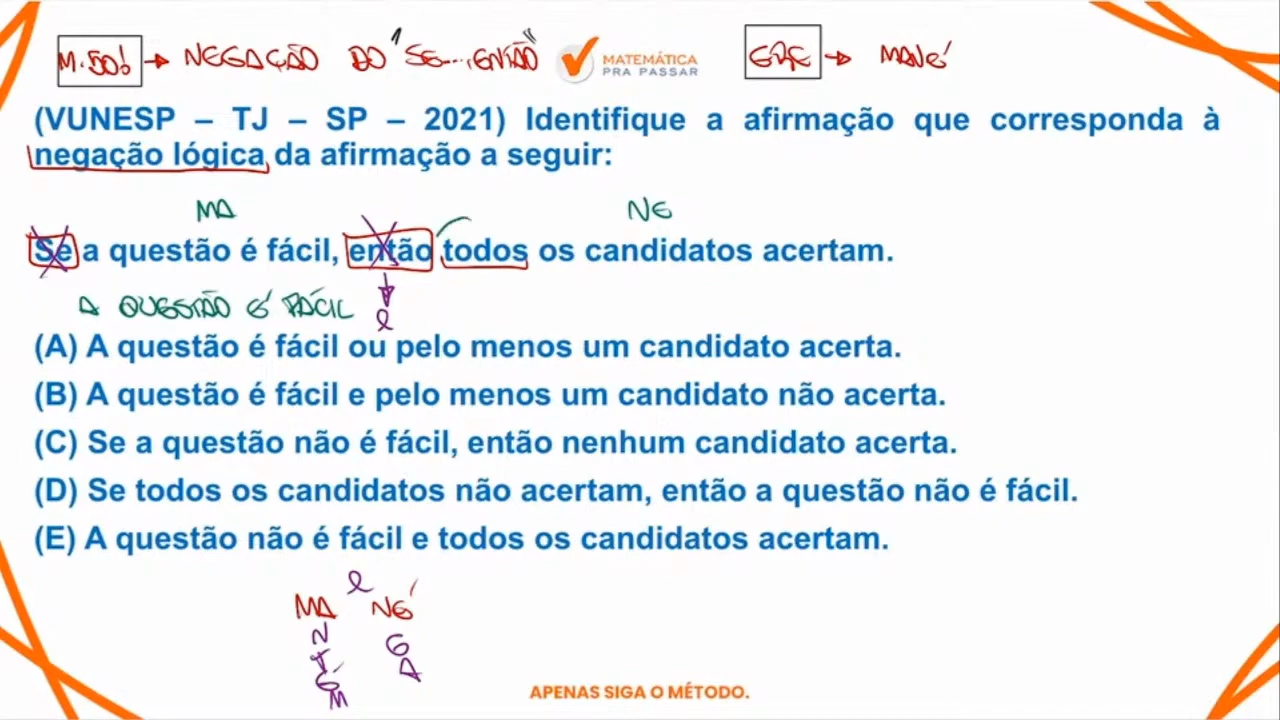 M.50! → NEGAÇÃO DO "SE...ENTÃO"
MATEMÁTICA
PRA PASSAR
→ MANÉ
(VUNESP – TJ – SP – 2021) Identifique a afirmação que corresponda à
negação lógica da afirmação a seguir:
MA NE
Se a questão é fácil, então todos os candidatos acertam.
A QUESTÃO É FÁCIL e
(A) A questão é fácil ou pelo menos um candidato acerta.
(B) A questão é fácil e pelo menos um candidato não acerta.
(C) Se a questão não é fácil, então nenhum candidato acerta.
(D) Se todos os candidatos não acertam, então a questão não é fácil.
(E) A questão não é fácil e todos os candidatos acertam.
MA e NÉ
N E
T G
É A
M
APENAS SIGA O MÉTODO.